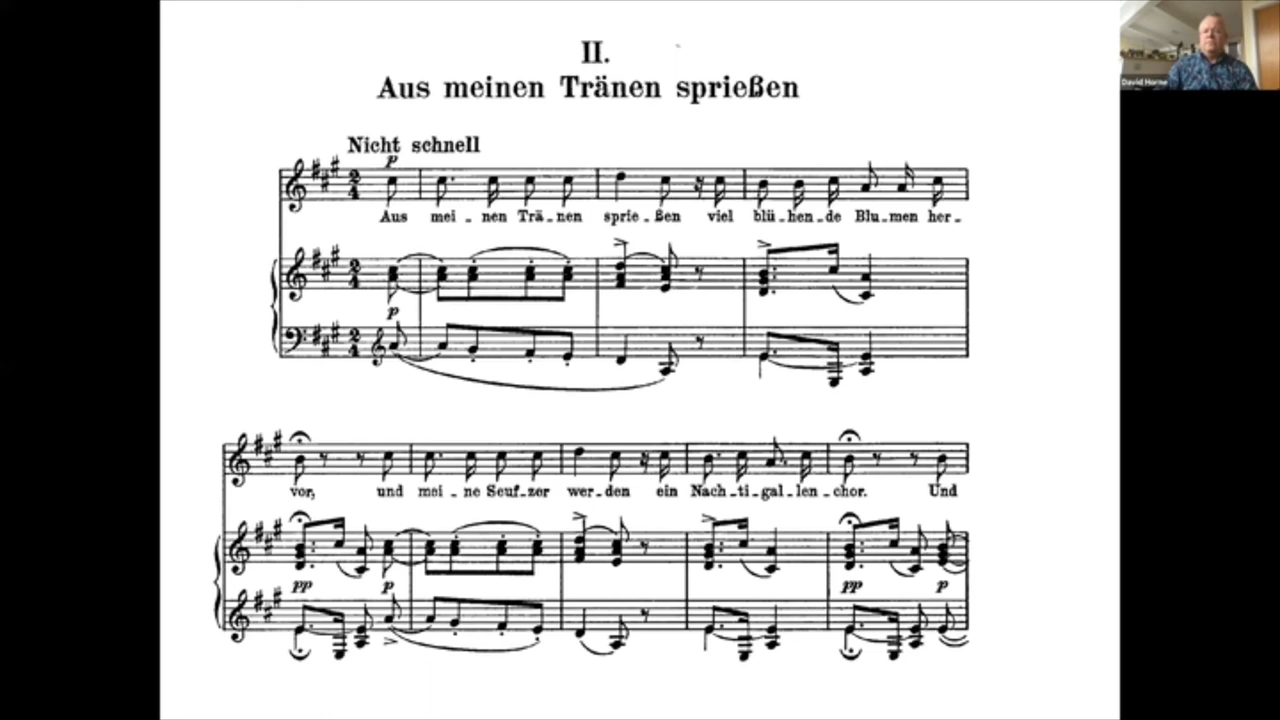 II.
Aus meinen Tränen sprießen
Nicht schnell
p
Aus mei - nen Trä - nen sprie - ßen viel blü - hen - de Blu - men her -
p
vor, und mei - ne Seuf - zer wer - den ein Nach - ti - gal - len - chor. Und
pp p pp p
David Horne